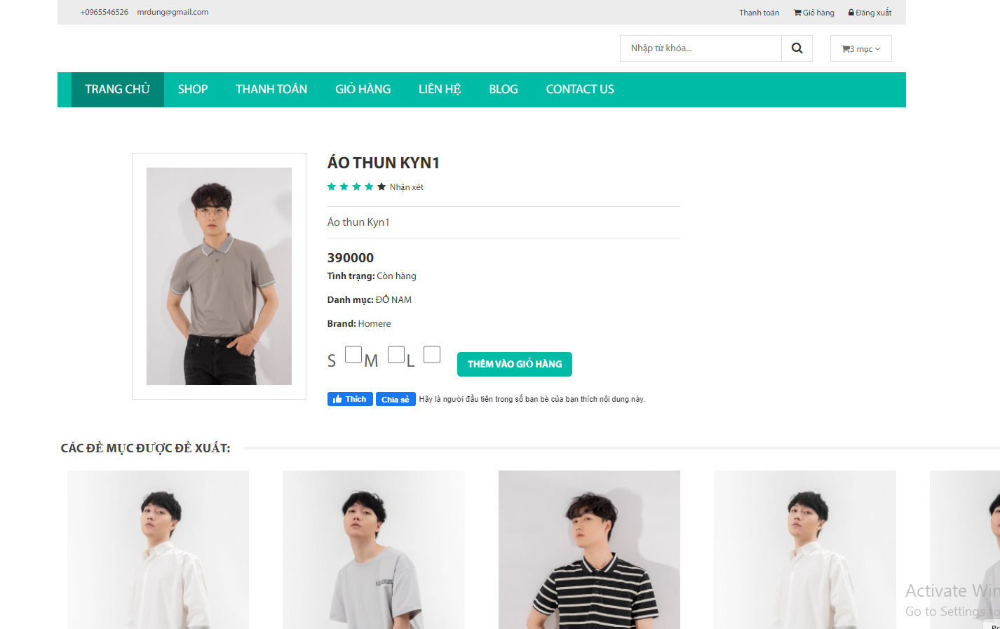 +0965546526 mrdung@gmail.com Thanh toán Giỏ hàng Đăng xuất
Nhập từ khóa... 3 mục
TRANG CHỦ SHOP THANH TOÁN GIỎ HÀNG LIÊN HỆ BLOG CONTACT US
ÁO THUN KYN1
Nhận xét
Áo thun Kyn1
390000
Tình trạng: Còn hàng
Danh mục: ĐỒ NAM
Brand: Homere
S M L THÊM VÀO GIỎ HÀNG
Thích Chia sẻ Hãy là người đầu tiên trong số bạn bè của bạn thích nội dung này.
CÁC ĐỀ MỤC ĐƯỢC ĐỀ XUẤT:
Activate Win
Go to Settings to